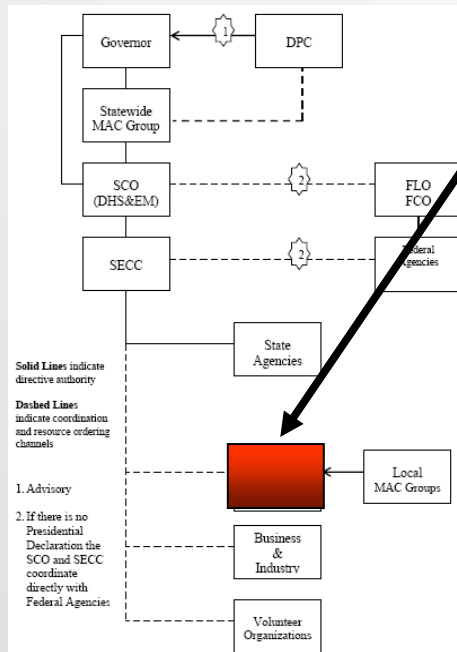 Governor
1
DPC
Statewide
MAC Group
SCO
(DHS&EM)
2
FLO
FCO
SECC
2
Federal
Agencies
State
Agencies
Solid Lines indicate
directive authority
Dashed Lines
indicate coordination
and resource ordering
channels
Local
MAC Groups
1. Advisory
2. If there is no
Presidential
Declaration the
SCO and SECC
coordinate
directly with
Federal Agencies
Business
&
Industry
Volunteer
Organizations